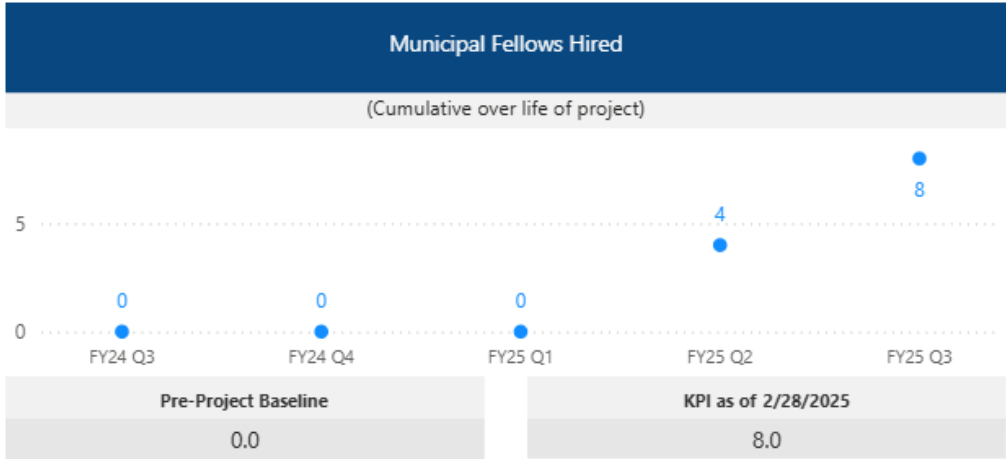 Municipal Fellows Hired
(Cumulative over life of project)
8
4
5
0 0 0
0
FY24 Q3 FY24 Q4 FY25 Q1 FY25 Q2 FY25 Q3
Pre-Project Baseline KPI as of 2/28/2025
0.0 8.0